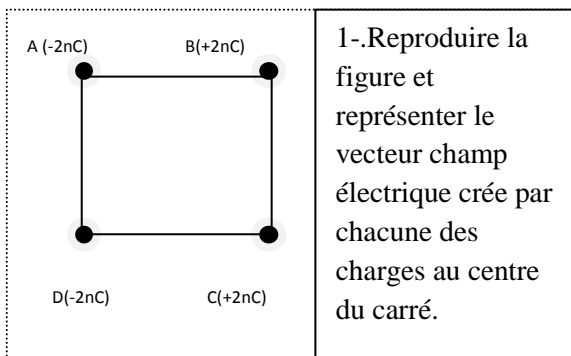 A (-2nC) B(+2nC)
D(-2nC) C(+2nC)
1-.Reproduire la
figure et
représenter le
vecteur champ
électrique crée par
chacune des
charges au centre
du carré.